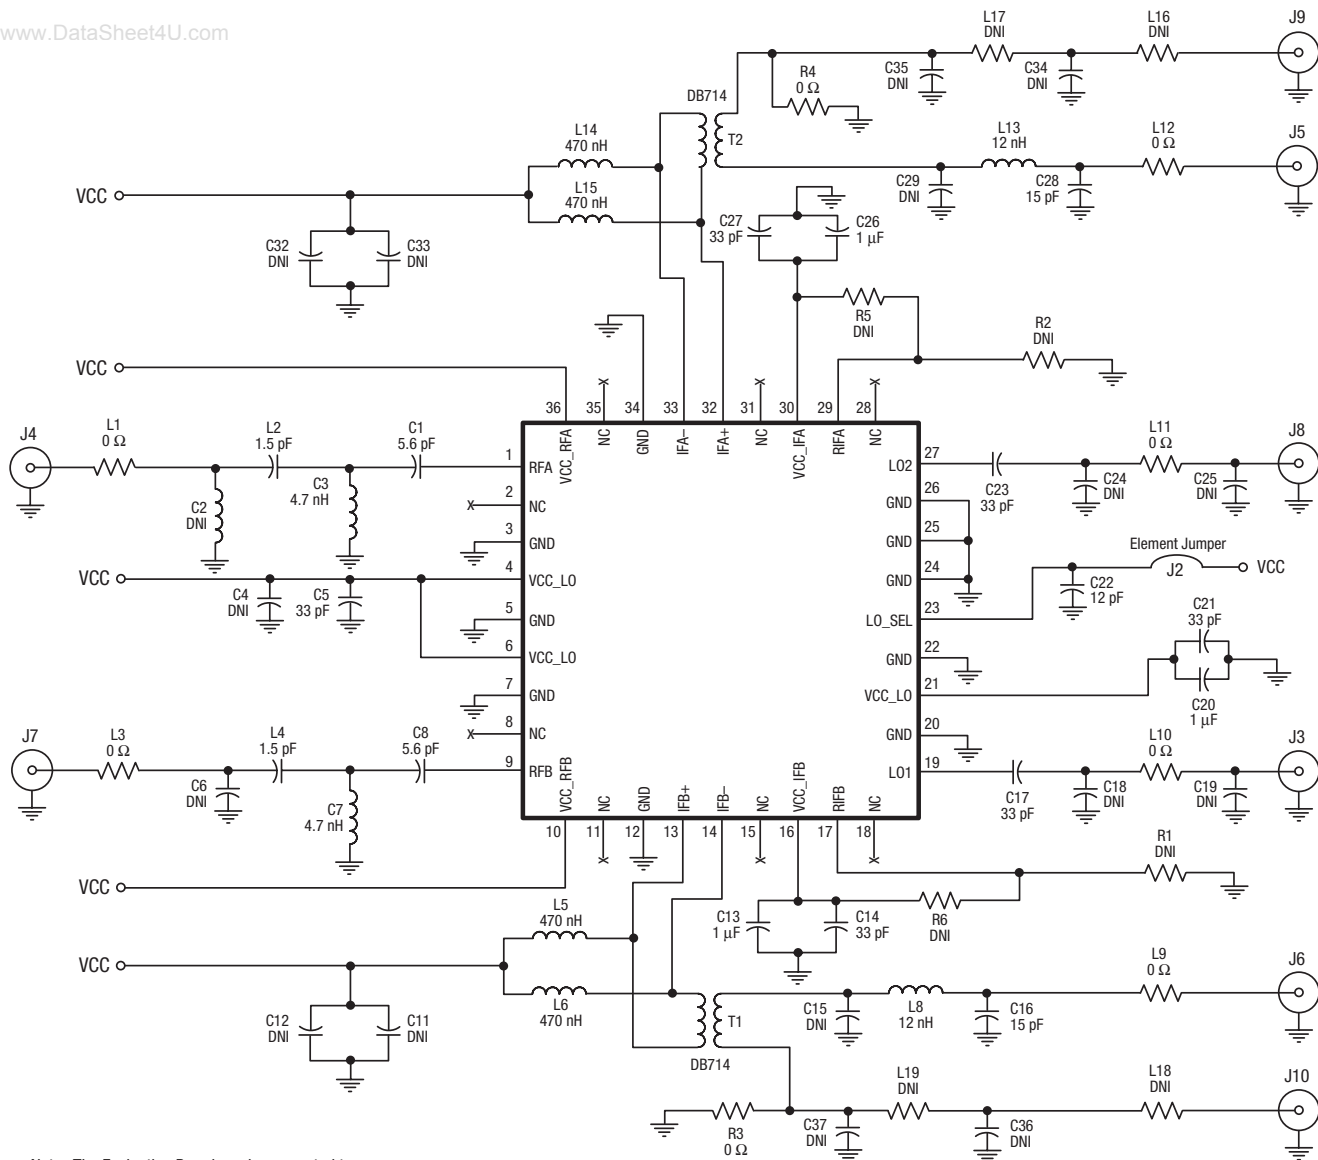 www.DataSheet4U.com
L17
DNI
L16
DNI
J9
C35
DNI
C34
DNI
R4
0 Ω
DB714
T2
L14
470 nH
L15
470 nH
L13
12 nH
L12
0 Ω
J5
C29
DNI
C28
15 pF
VCC
C32
DNI
C33
DNI
C27
33 pF
C26
1 µF
R5
DNI
R2
DNI
VCC
36
35
34
33
32
31
30
29
28
VCC_RFA
NC
GND
IFA–
IFA+
NC
VCC_IFA
RIFA
NC
J4
L1
0 Ω
L2
1.5 pF
C1
5.6 pF
C2
DNI
C3
4.7 nH
1
RFA
2
NC
3
GND
4
VCC_LO
5
GND
6
VCC_LO
7
GND
8
NC
9
RFB
VCC
C4
DNI
C5
33 pF
J7
L3
0 Ω
L4
1.5 pF
C8
5.6 pF
C6
DNI
C7
4.7 nH
LO2
27
GND
26
GND
25
GND
24
LO_SEL
23
GND
22
VCC_LO
21
GND
20
LO1
19
C23
33 pF
C24
DNI
L11
0 Ω
C25
DNI
J8
Element Jumper
J2
VCC
C22
12 pF
C21
33 pF
C20
1 µF
C17
33 pF
C18
DNI
L10
0 Ω
C19
DNI
J3
VCC_RFB
NC
GND
IFB+
IFB–
NC
VCC_IFB
RIFB
NC
10
11
12
13
14
15
16
17
18
R1
DNI
VCC
C13
1 µF
C14
33 pF
R6
DNI
L5
470 nH
L6
470 nH
VCC
C12
DNI
C11
DNI
T1
DB714
C15
DNI
L8
12 nH
C16
15 pF
L9
0 Ω
J6
R3
0 Ω
C37
DNI
L19
DNI
C36
DNI
L18
DNI
J10